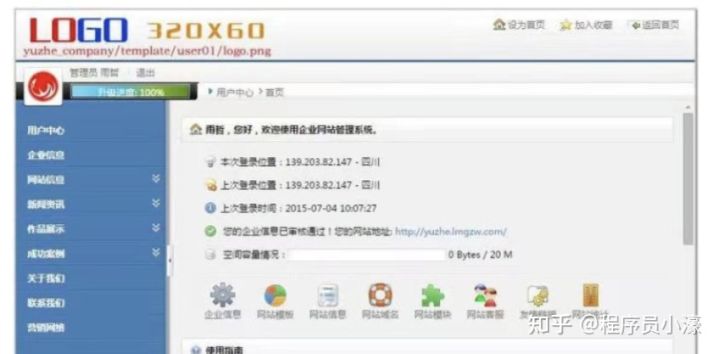 LOGO 320X60
yuzhe_company/template/user01/logo.png
设为首页 加入收藏 返回首页
管理员 雨哲 退出
升级进度: 100%
用户中心 > 首页
用户中心
企业信息
网站信息
新闻资讯
作品展示
成功案例
关于我们
联系我们
营销网络
雨哲，您好，欢迎使用企业网站管理系统。
本次登录位置：139.203.82.147 - 四川
上次登录位置：139.203.82.147 - 四川
上次登录时间：2015-07-04 10:07:27
您的企业信息已审核通过！您的网站地址: http://yuzhe.lmgzw.com/
空间容量情况： 0 Bytes / 20 M
企业信息 网站模板 网站信息 网站域名 网站模块 网站客服
使用指南
知乎 @程序员小濠